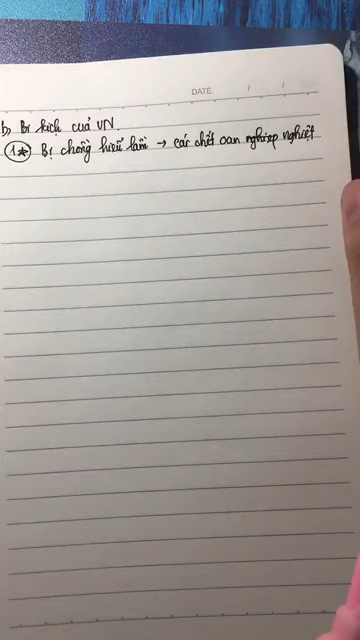 DATE. / /
b, Bi kịch của VN.
1* Bị chồng hiểu lầm → cái chết oan nghiệp nghiệt